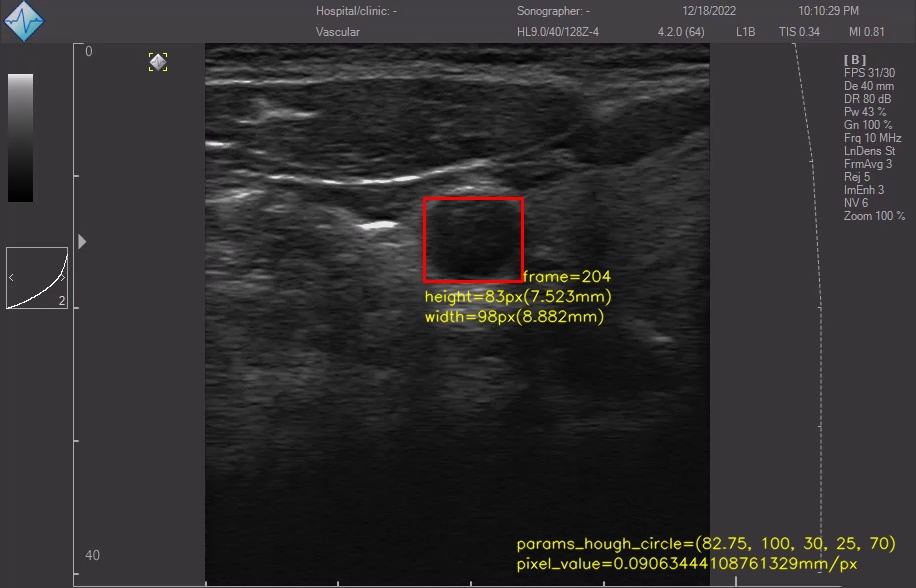 Hospital/clinic: - Sonographer: - 12/18/2022 10:10:29 PM
Vascular HL9.0/40/128Z-4 4.2.0 (64) L1B TIS 0.34 MI 0.81
0
[ B ]
FPS 31/30
De 40 mm
DR 80 dB
Pw 43 %
Gn 100 %
Frq 10 MHz
LnDens St
FrmAvg 3
Rej 5
ImEnh 3
NV 6
Zoom 100 %
2
frame=204
height=83px(7.523mm)
width=98px(8.882mm)
40
params_hough_circle=(82.75, 100, 30, 25, 70)
pixel_value=0.09063444108761329mm/px